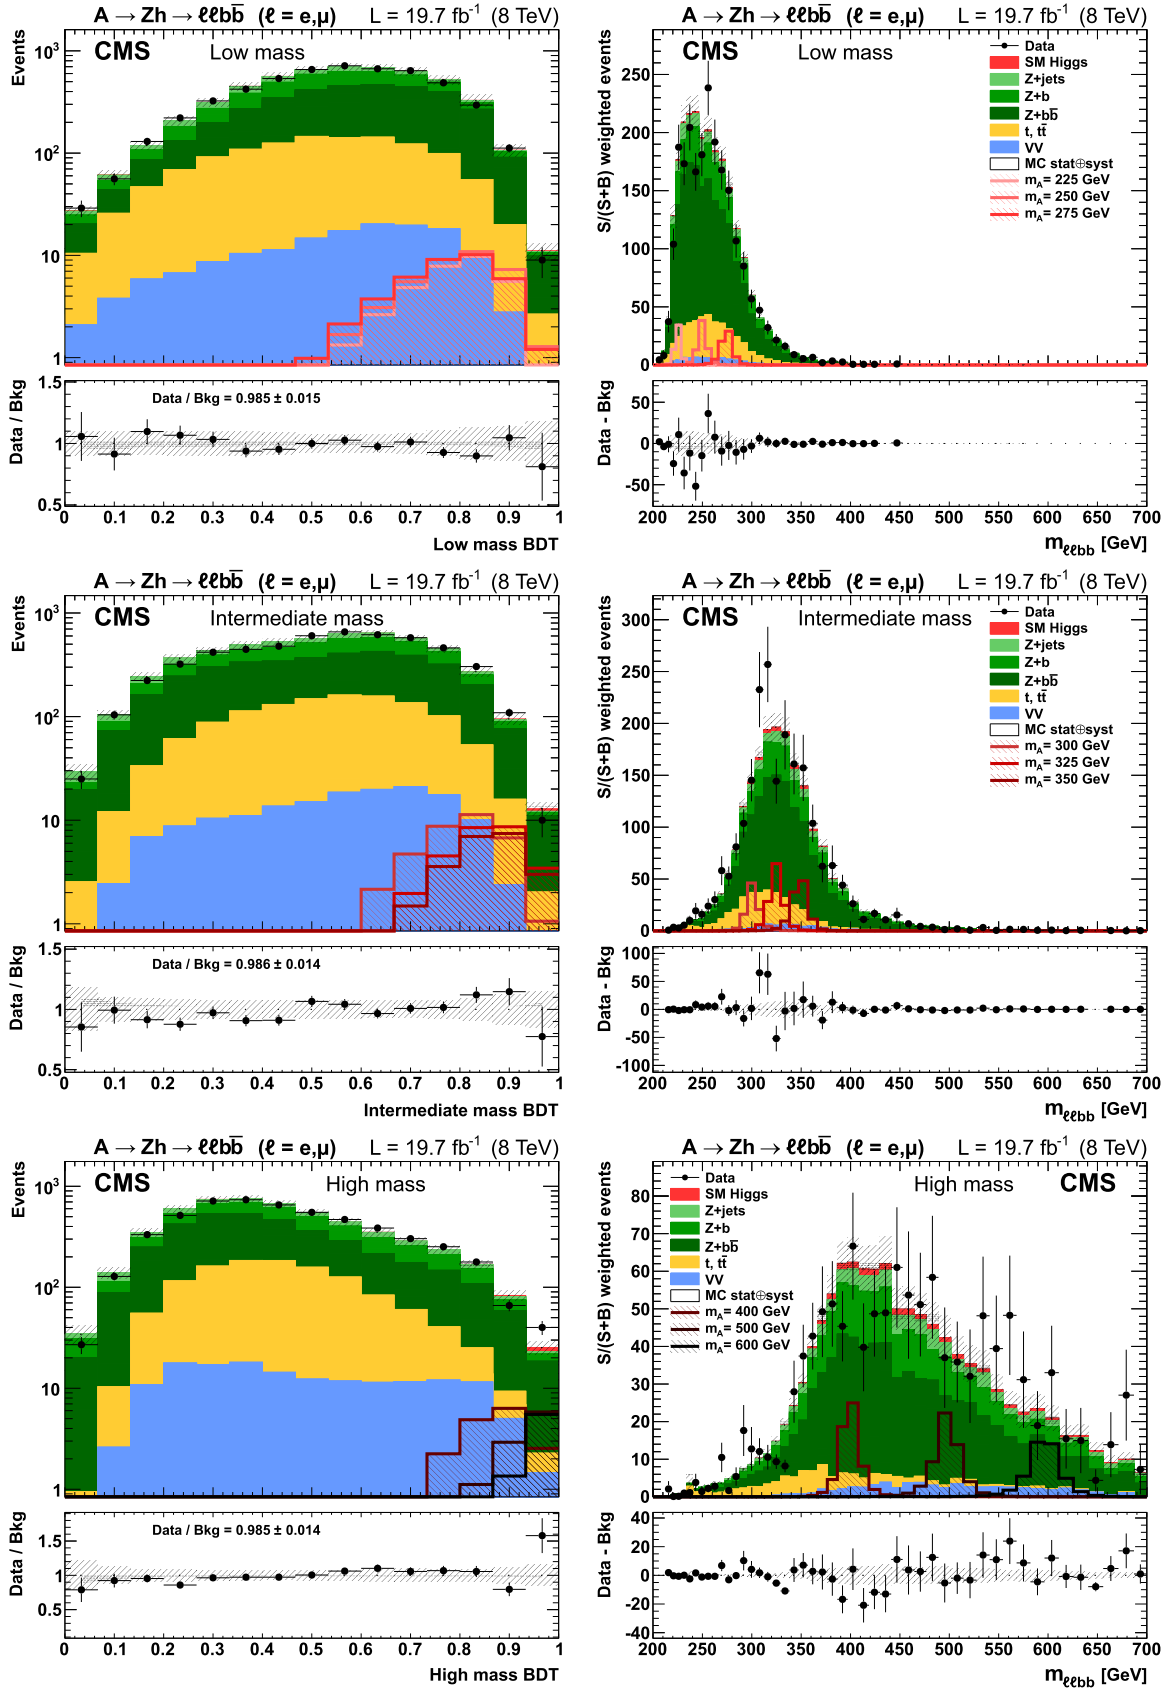 A → Zh → ℓℓbb̅ (ℓ = e,μ) L = 19.7 fb⁻¹ (8 TeV)
CMS Low mass
Events
10³
10²
10
1
Data / Bkg = 0.985 ± 0.015
Data / Bkg
1.5
1
0.5
0 0.1 0.2 0.3 0.4 0.5 0.6 0.7 0.8 0.9 1
Low mass BDT
A → Zh → ℓℓbb̅ (ℓ = e,μ) L = 19.7 fb⁻¹ (8 TeV)
CMS Low mass
S/(S+B) weighted events
250
200
150
100
50
0
Data
SM Higgs
Z+jets
Z+b
Z+bb̅
t, tt̅
VV
MC stat⊕syst
m_A= 225 GeV
m_A= 250 GeV
m_A= 275 GeV
Data - Bkg
50
0
-50
200 250 300 350 400 450 500 550 600 650 700
m_ℓℓbb [GeV]
A → Zh → ℓℓbb̅ (ℓ = e,μ) L = 19.7 fb⁻¹ (8 TeV)
CMS Intermediate mass
Events
10³
10²
10
1
Data / Bkg = 0.986 ± 0.014
Data / Bkg
1.5
1
0.5
0 0.1 0.2 0.3 0.4 0.5 0.6 0.7 0.8 0.9 1
Intermediate mass BDT
A → Zh → ℓℓbb̅ (ℓ = e,μ) L = 19.7 fb⁻¹ (8 TeV)
CMS Intermediate mass
S/(S+B) weighted events
300
250
200
150
100
50
0
Data
SM Higgs
Z+jets
Z+b
Z+bb̅
t, tt̅
VV
MC stat⊕syst
m_A= 300 GeV
m_A= 325 GeV
m_A= 350 GeV
Data - Bkg
100
50
0
-50
-100
200 250 300 350 400 450 500 550 600 650 700
m_ℓℓbb [GeV]
A → Zh → ℓℓbb̅ (ℓ = e,μ) L = 19.7 fb⁻¹ (8 TeV)
CMS High mass
Events
10³
10²
10
1
Data / Bkg = 0.985 ± 0.014
Data / Bkg
1.5
1
0.5
0 0.1 0.2 0.3 0.4 0.5 0.6 0.7 0.8 0.9 1
High mass BDT
A → Zh → ℓℓbb̅ (ℓ = e,μ) L = 19.7 fb⁻¹ (8 TeV)
High mass CMS
S/(S+B) weighted events
80
70
60
50
40
30
20
10
0
Data
SM Higgs
Z+jets
Z+b
Z+bb̅
t, tt̅
VV
MC stat⊕syst
m_A= 400 GeV
m_A= 500 GeV
m_A= 600 GeV
Data - Bkg
40
20
0
-20
-40
200 250 300 350 400 450 500 550 600 650 700
m_ℓℓbb [GeV]